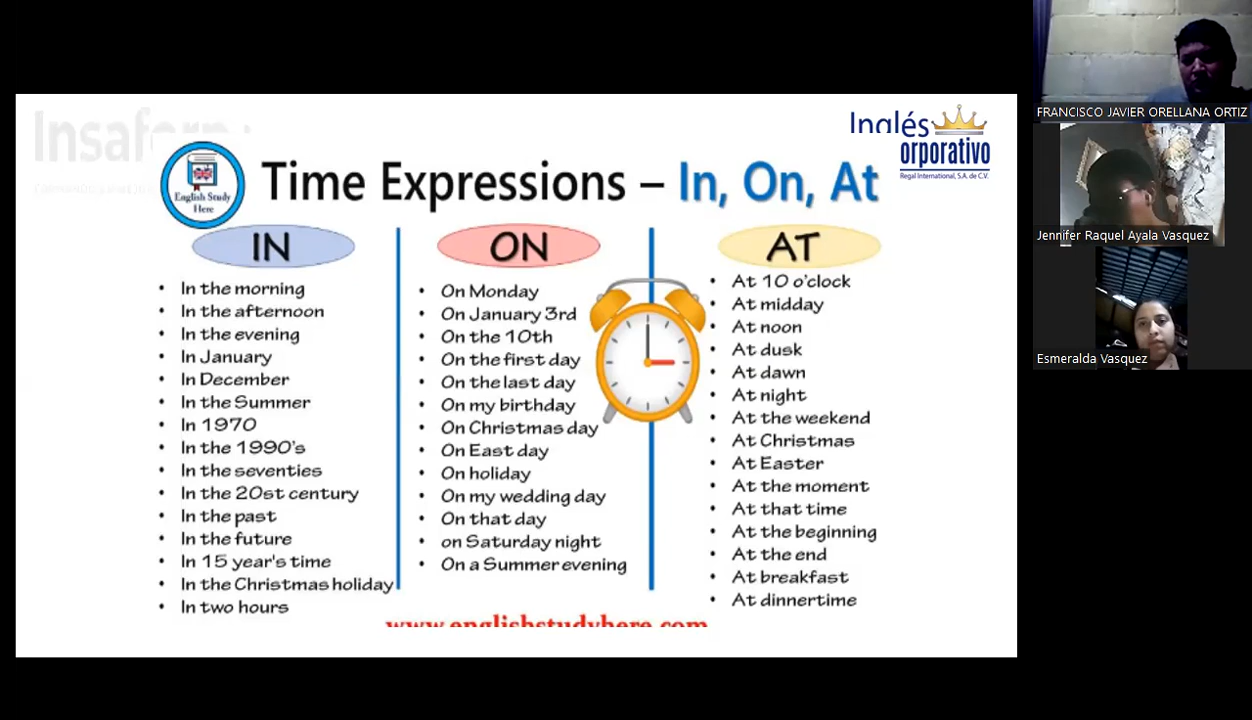 Insafor
Inglés
orporativo
Regal International, S.A. de C.V.
English Study
Here
Time Expressions – In, On, At
IN
• In the morning
• In the afternoon
• In the evening
• In January
• In December
• In the Summer
• In 1970
• In the 1990's
• In the seventies
• In the 20st century
• In the past
• In the future
• In 15 year's time
• In the Christmas holiday
• In two hours
ON
• On Monday
• On January 3rd
• On the 10th
• On the first day
• On the last day
• On my birthday
• On Christmas day
• On East day
• On holiday
• On my wedding day
• On that day
• on Saturday night
• On a Summer evening
AT
• At 10 o'clock
• At midday
• At noon
• At dusk
• At dawn
• At night
• At the weekend
• At Christmas
• At Easter
• At the moment
• At that time
• At the beginning
• At the end
• At breakfast
• At dinnertime
www.englishstudyhere.com
FRANCISCO JAVIER ORELLANA ORTIZ
Jennifer Raquel Ayala Vasquez
Esmeralda Vasquez